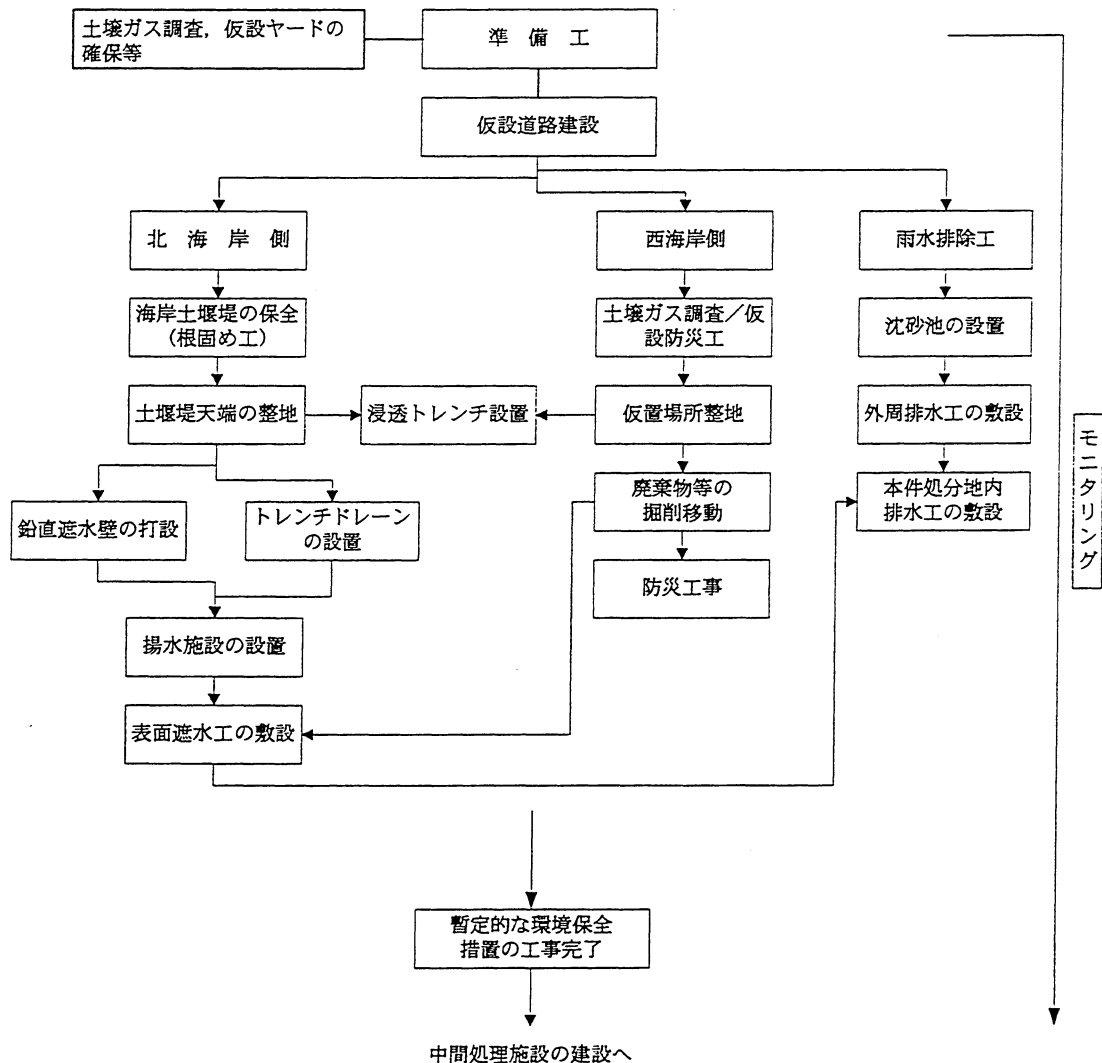 土壌ガス調査，仮設ヤードの
確保等
準備工
仮設道路建設
北海岸側
西海岸側
雨水排除工
海岸土堰堤の保全
（根固め工）
土壌ガス調査／仮
設防災工
沈砂池の設置
土堰堤天端の整地
浸透トレンチ設置
仮置場所整地
外周排水工の敷設
鉛直遮水壁の打設
トレンチドレーン
の設置
廃棄物等の
掘削移動
本件処分地内
排水工の敷設
防災工事
揚水施設の設置
表面遮水工の敷設
モニタリング
暫定的な環境保全
措置の工事完了
中間処理施設の建設へ